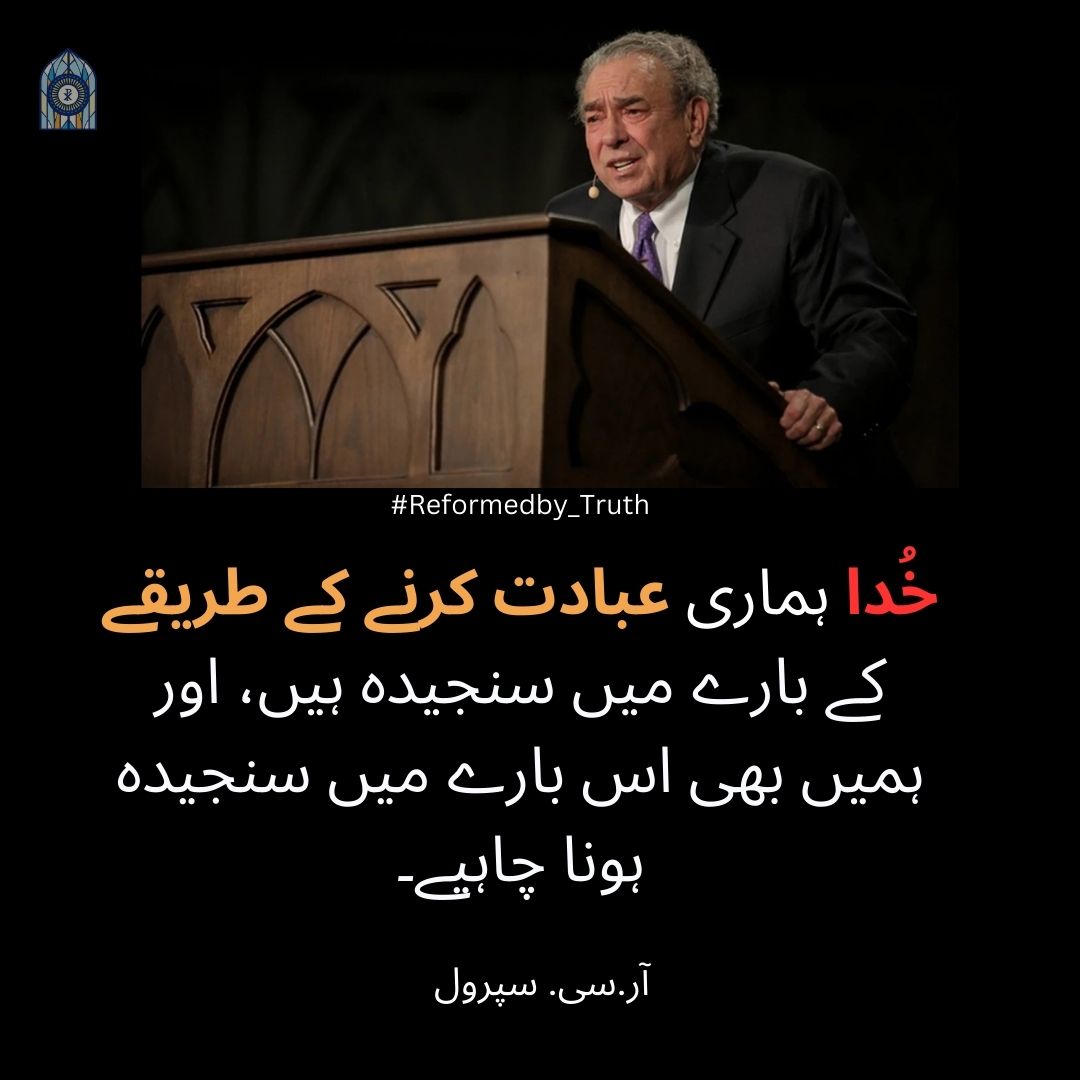 #Reformedby_Truth
خُدا ہماری عبادت کرنے کے طریقے
کے بارے میں سنجیدہ ہیں، اور
ہمیں بھی اس بارے میں سنجیدہ
ہونا چاہیے۔
آر.سی. سپرول